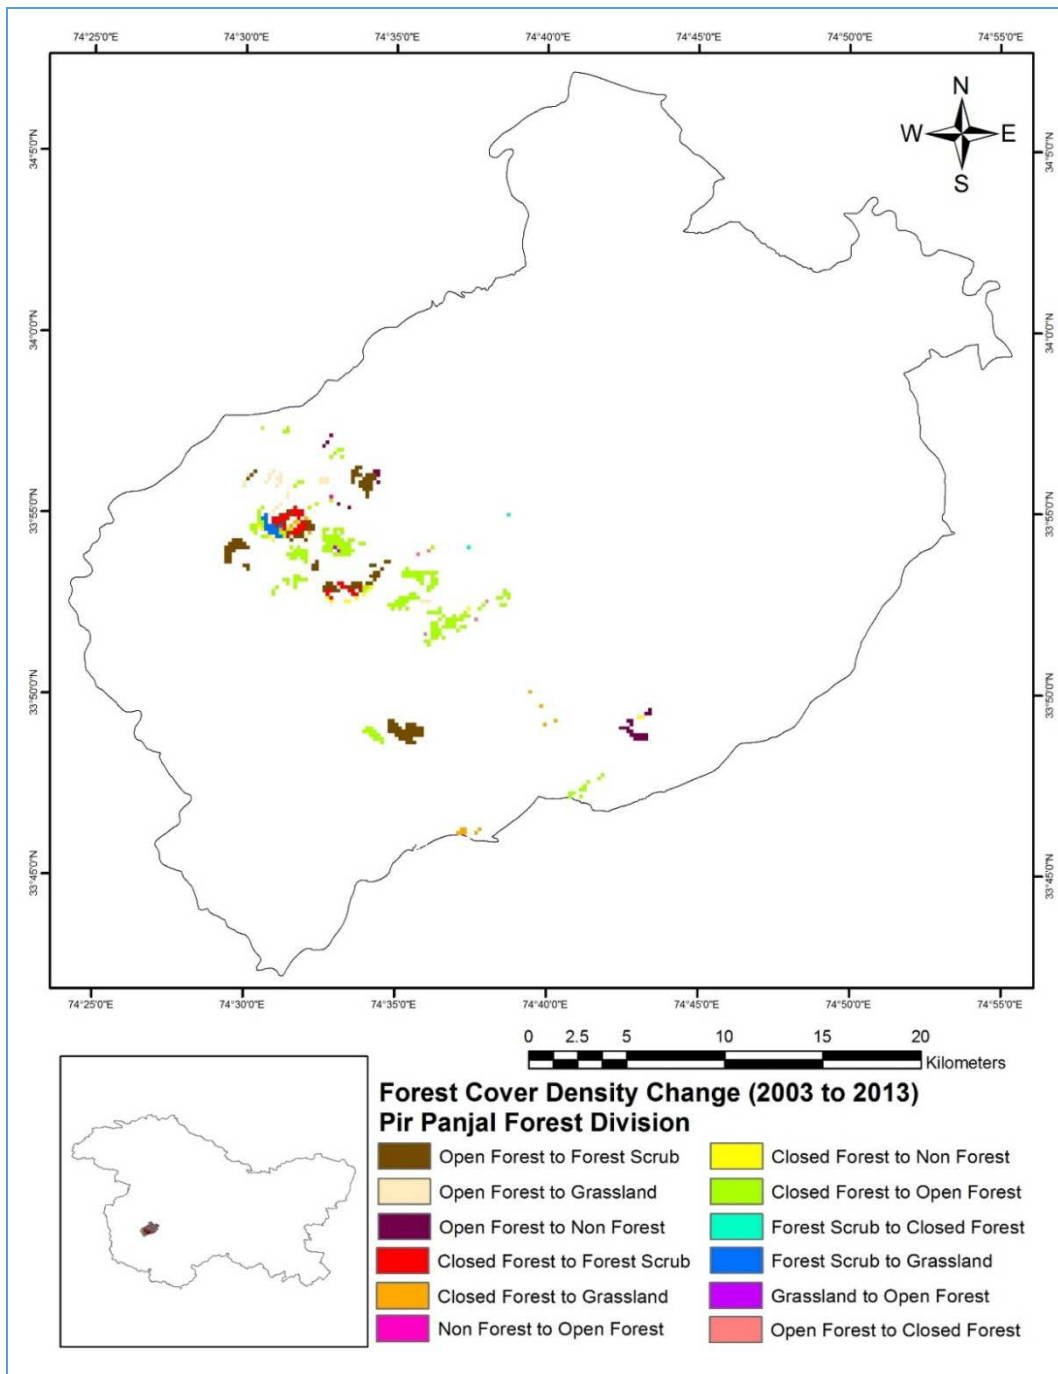 74°25'0"E 74°30'0"E 74°35'0"E 74°40'0"E 74°45'0"E 74°50'0"E 74°55'0"E
N
W E
S
34°5'0"N 34°5'0"N
34°0'0"N 34°0'0"N
33°55'0"N 33°55'0"N
33°50'0"N 33°50'0"N
33°45'0"N 33°45'0"N
74°25'0"E 74°30'0"E 74°35'0"E 74°40'0"E 74°45'0"E 74°50'0"E 74°55'0"E
0 2.5 5 10 15 20
Kilometers
Forest Cover Density Change (2003 to 2013)
Pir Panjal Forest Division
Open Forest to Forest Scrub
Open Forest to Grassland
Open Forest to Non Forest
Closed Forest to Forest Scrub
Closed Forest to Grassland
Non Forest to Open Forest
Closed Forest to Non Forest
Closed Forest to Open Forest
Forest Scrub to Closed Forest
Forest Scrub to Grassland
Grassland to Open Forest
Open Forest to Closed Forest